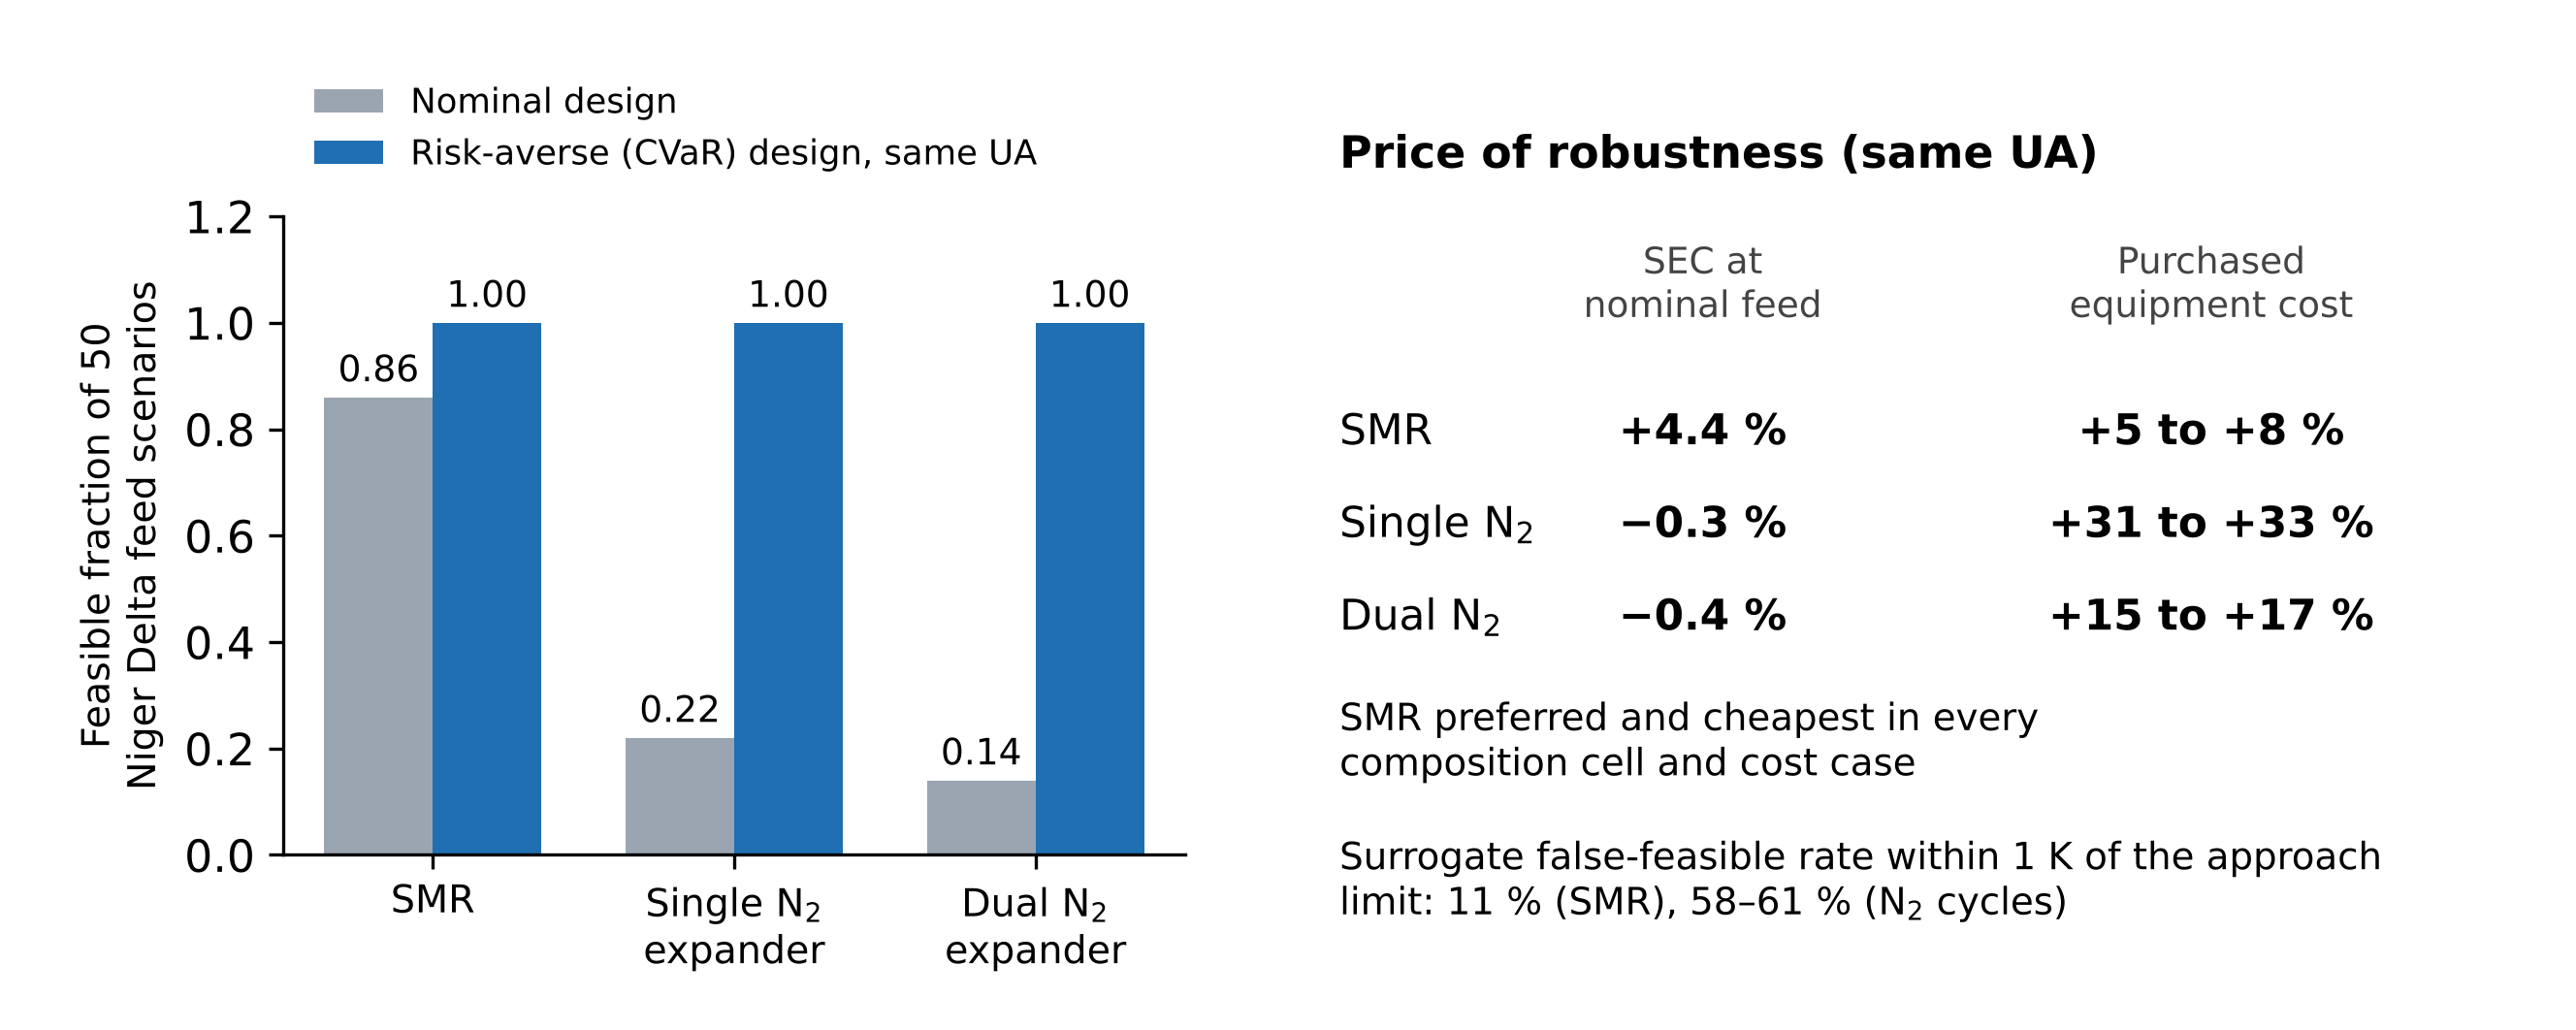 Nominal design
Risk-averse (CVaR) design, same UA
Feasible fraction of 50
Niger Delta feed scenarios
1.2
1.0
0.8
0.6
0.4
0.2
0.0
0.86
1.00
0.22
1.00
0.14
1.00
SMR
Single N₂
expander
Dual N₂
expander
Price of robustness (same UA)
SEC at
nominal feed
Purchased
equipment cost
SMR +4.4 % +5 to +8 %
Single N₂ −0.3 % +31 to +33 %
Dual N₂ −0.4 % +15 to +17 %
SMR preferred and cheapest in every
composition cell and cost case
Surrogate false-feasible rate within 1 K of the approach
limit: 11 % (SMR), 58–61 % (N₂ cycles)